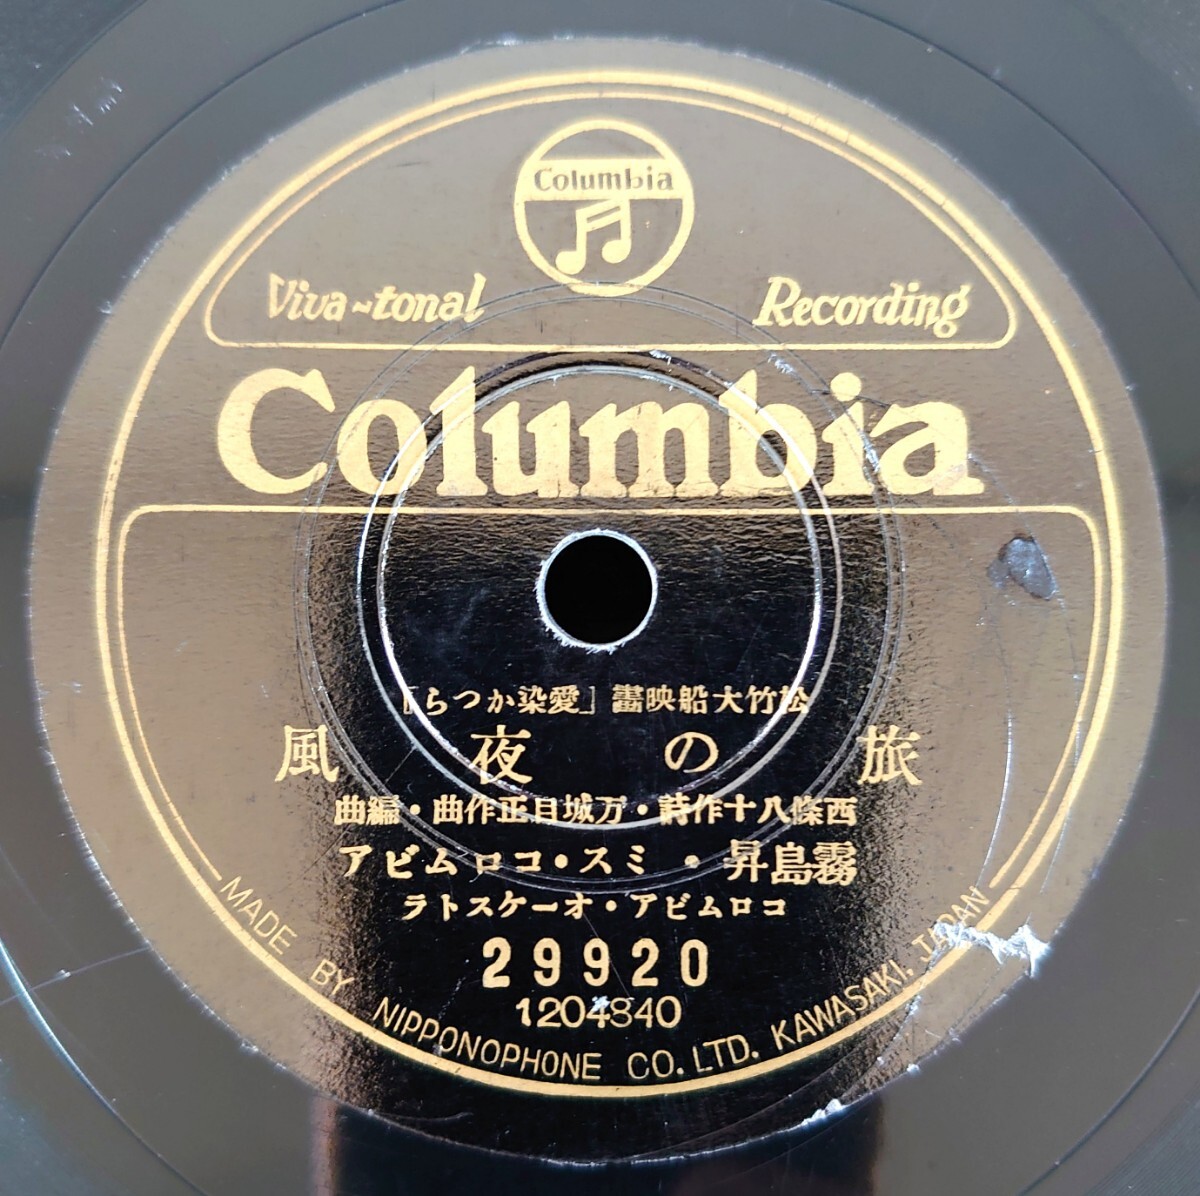 Columbia
Viva-tonal Recording
Columbia
松竹大船映畫「愛染かつら」
旅の夜風
西條八十作詩・万城目正作曲・編曲
霧島昇・ミス・コロムビア
コロムビア・オーケストラ
29920
1204840
MADE BY NIPPONOPHONE CO. LTD. KAWASAKI, JAPAN